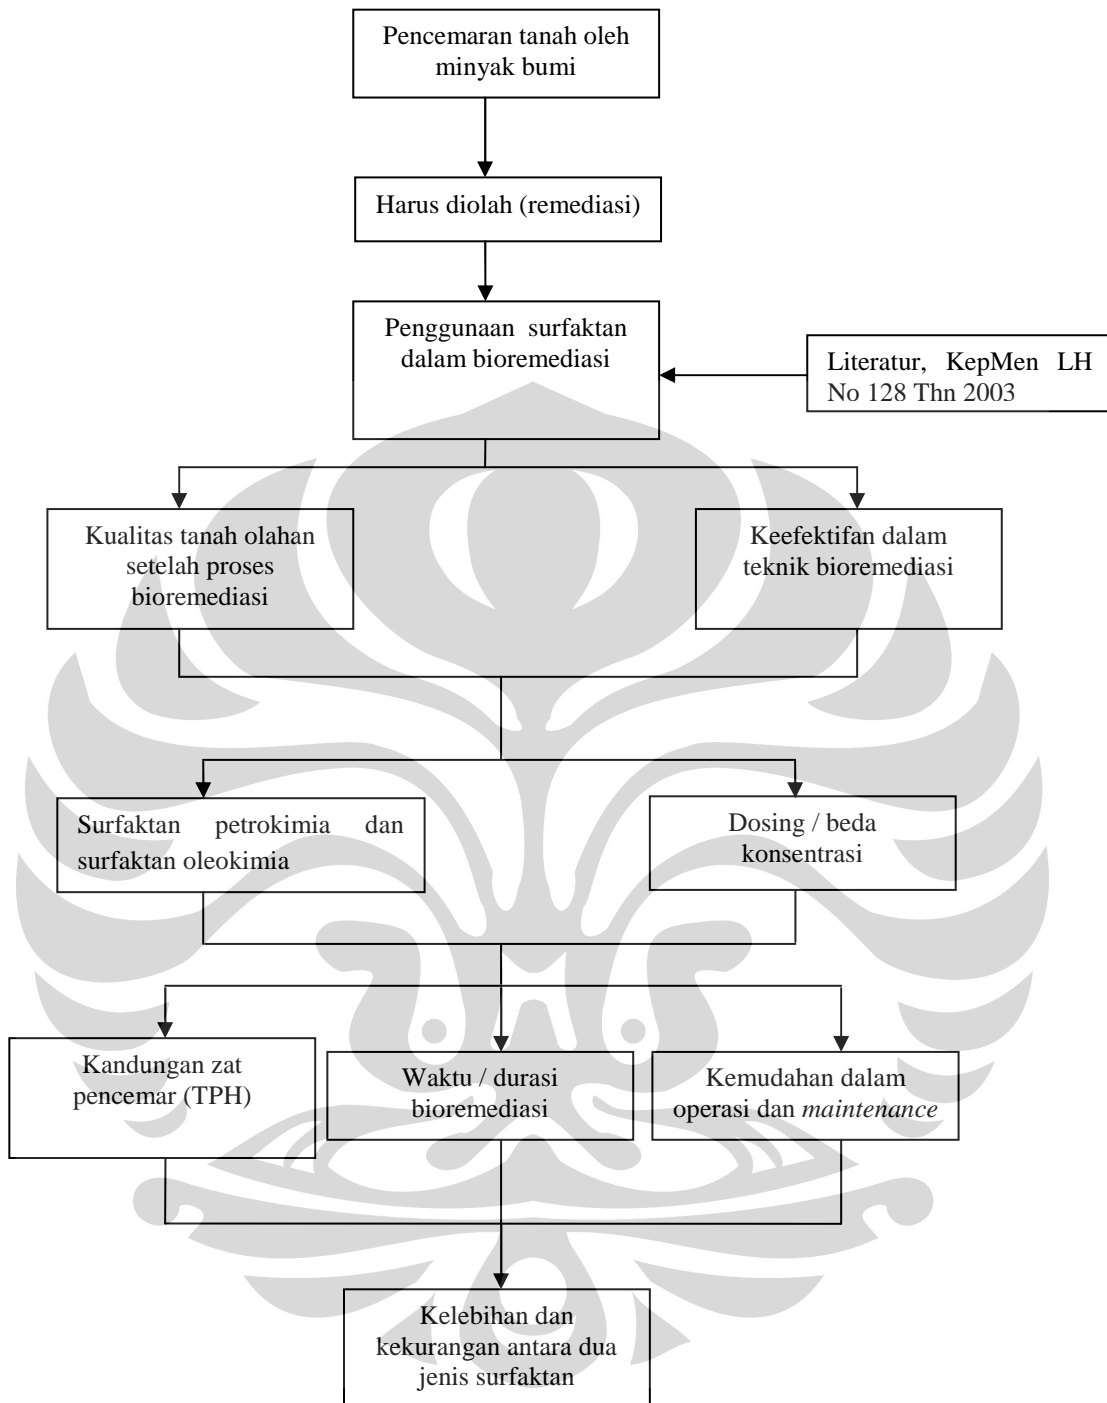 Pencemaran tanah oleh
minyak bumi
Harus diolah (remediasi)
Penggunaan surfaktan
dalam bioremediasi
Literatur, KepMen LH
No 128 Thn 2003
Kualitas tanah olahan
setelah proses
bioremediasi
Keefektifan dalam
teknik bioremediasi
Surfaktan petrokimia dan
surfaktan oleokimia
Dosing / beda
konsentrasi
Kandungan zat
pencemar (TPH)
Waktu / durasi
bioremediasi
Kemudahan dalam
operasi dan maintenance
Kelebihan dan
kekurangan antara dua
jenis surfaktan